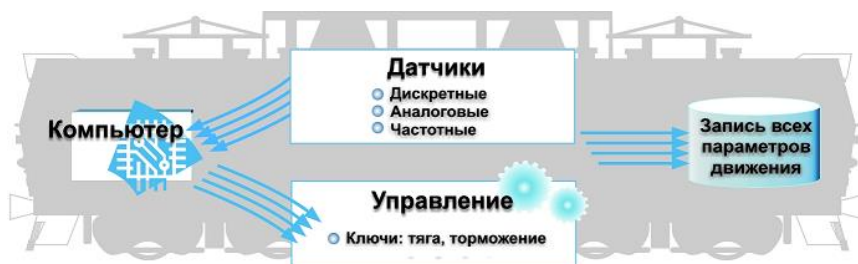 Датчики
Дискретные
Аналоговые
Частотные
Компьютер
Запись всех
параметров
движения
Управление
Ключи: тяга, торможение